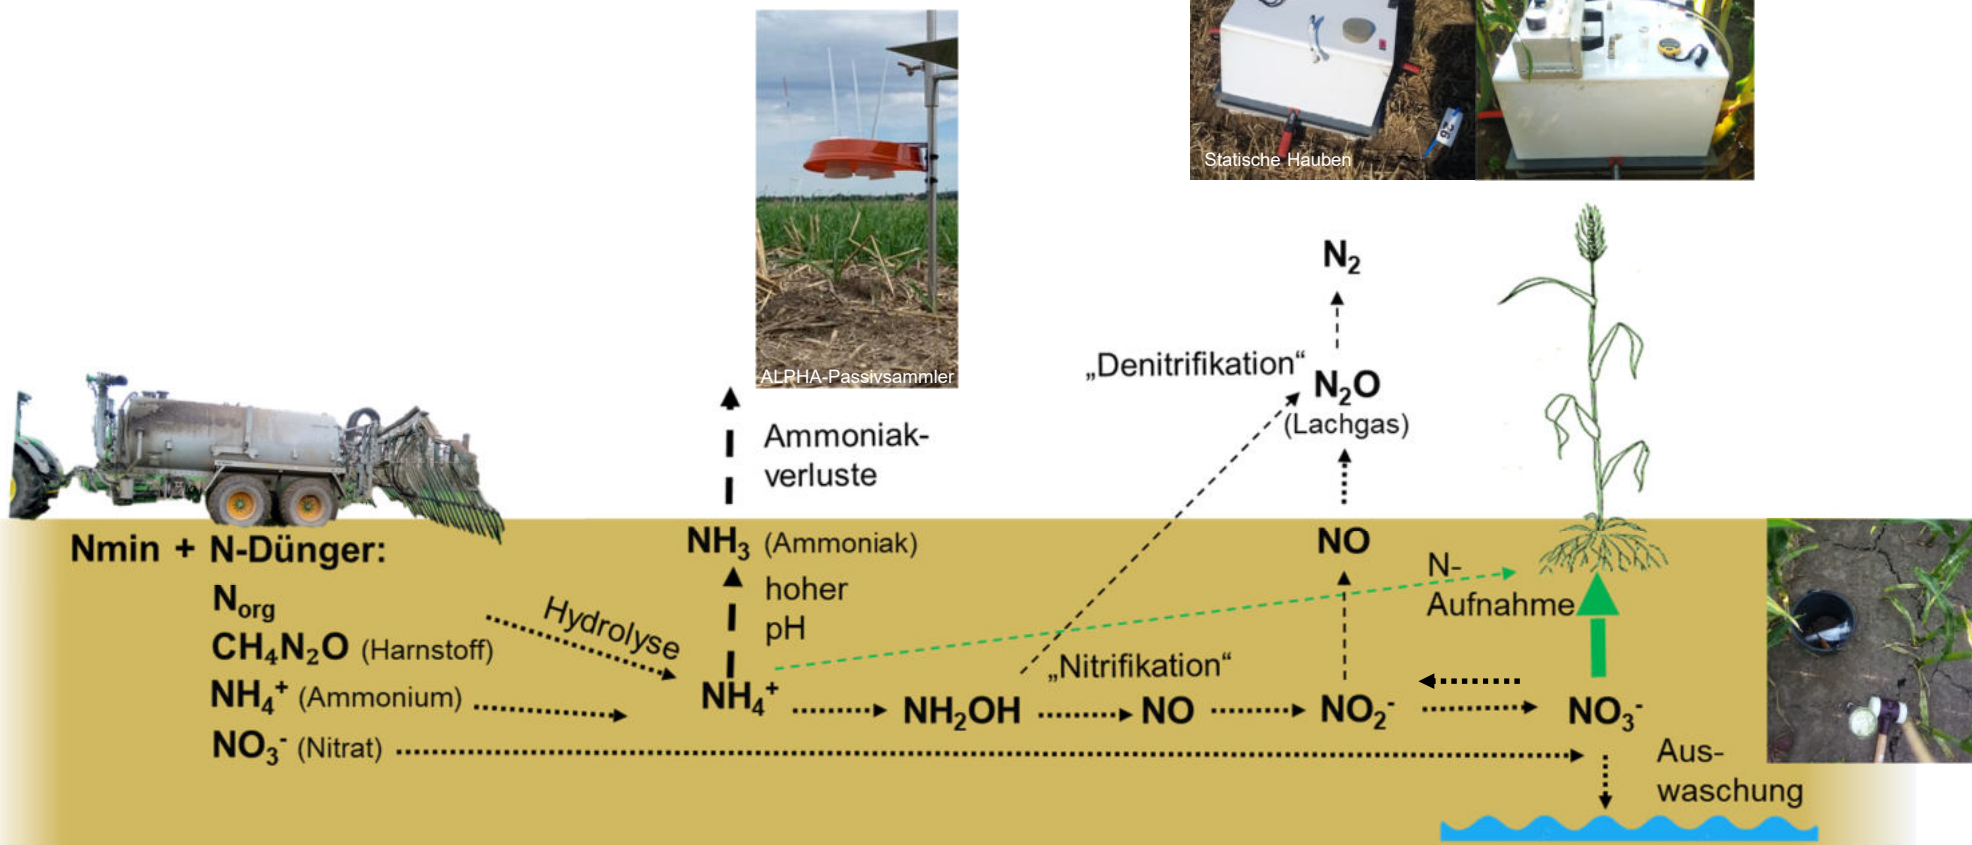 ALPHA-Passivsammler
Statische Hauben
N₂
„Denitrifikation“
N₂O
(Lachgas)
Ammoniak-
verluste
Nmin + N-Dünger:
NH₃ (Ammoniak)
NO
N-
Aufnahme
hoher
pH
Norg
Hydrolyse
CH₄N₂O (Harnstoff)
„Nitrifikation“
NH₄⁺ (Ammonium)
NH₄⁺
NH₂OH
NO
NO₂⁻
NO₃⁻
NO₃⁻ (Nitrat)
Aus-
waschung